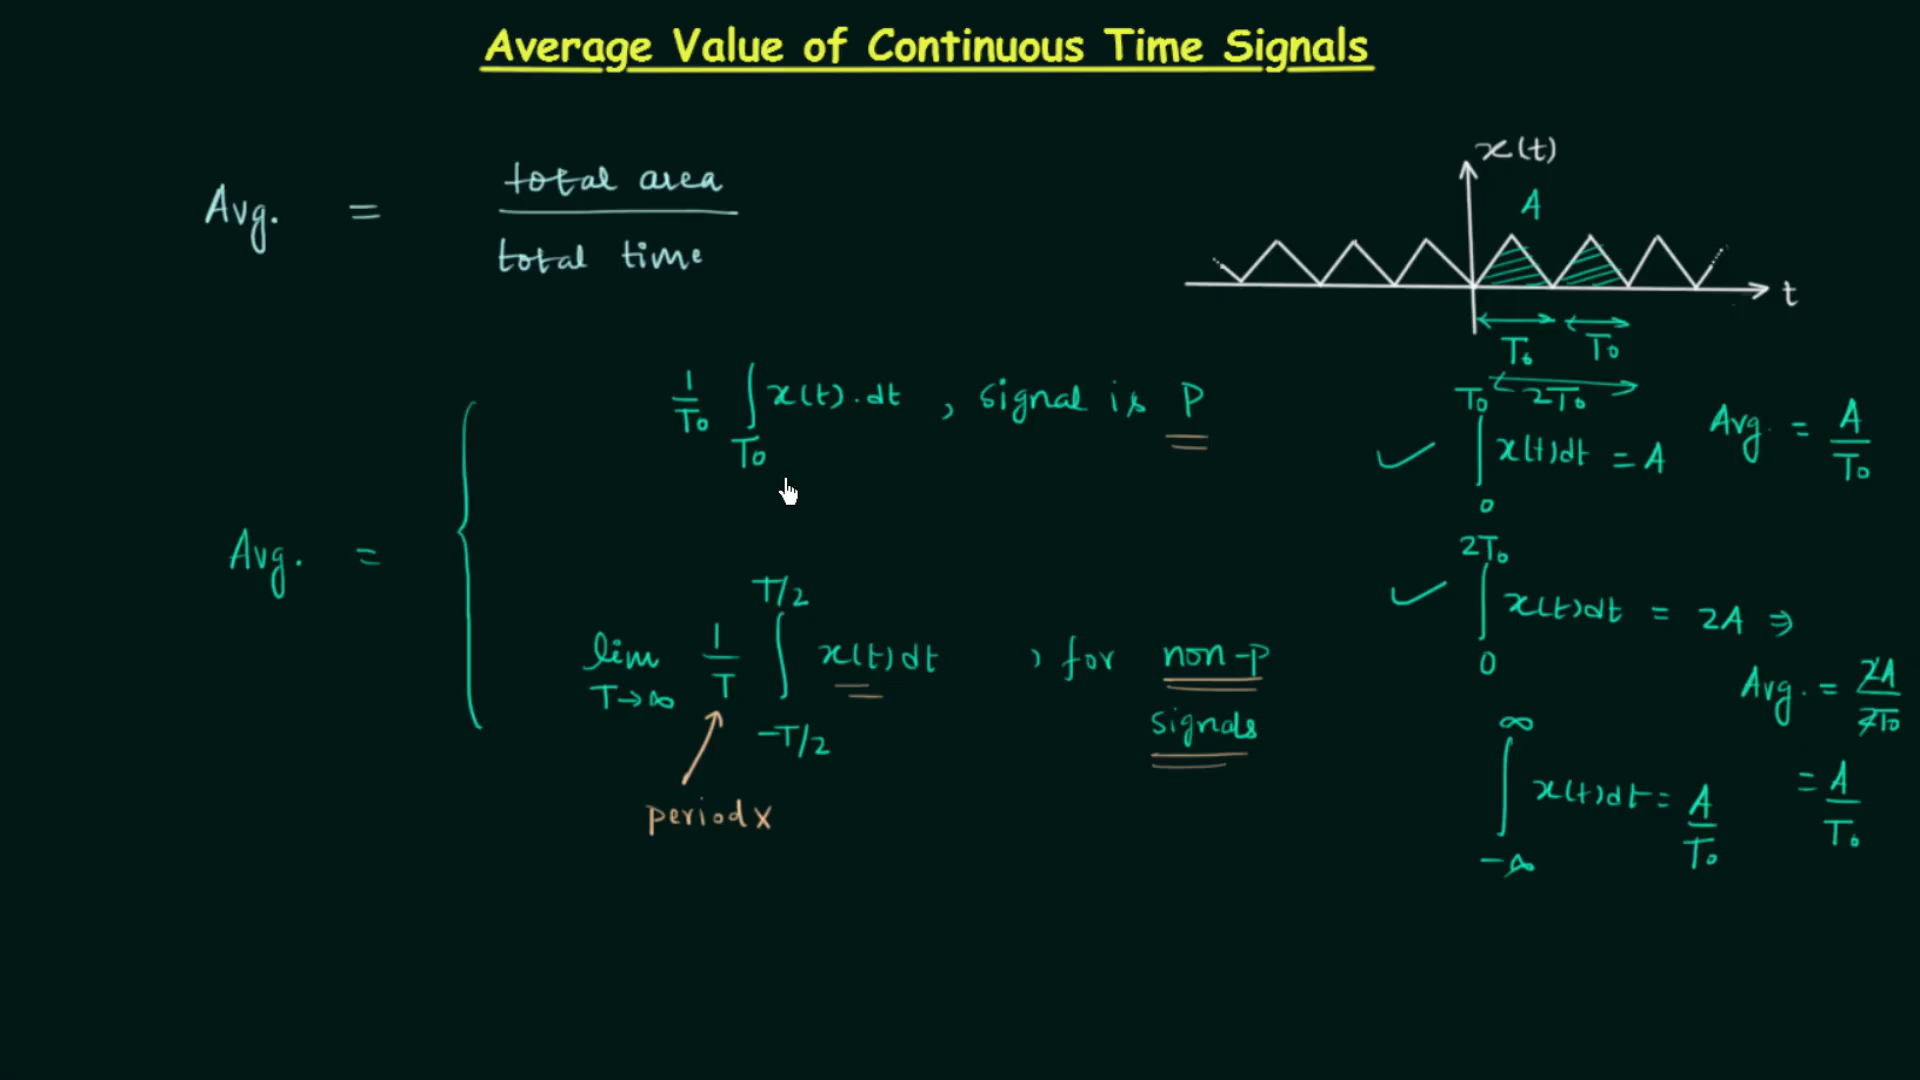 Average Value of Continuous Time Signals
Avg. = total area / total time
x(t)
A
t
T₀ T₀
2T₀
Avg. = {
1/T₀ ∫T₀ x(t).dt , signal is P
lim T→∞ 1/T ∫-T/2 T/2 x(t)dt , for non-P
signals
period x
∫0 T₀ x(t)dt = A Avg. = A/T₀
∫0 2T₀ x(t)dt = 2A ⇒
Avg. = 2A/2T₀
= A/T₀
∫-∞ ∞ x(t)dt = A/T₀